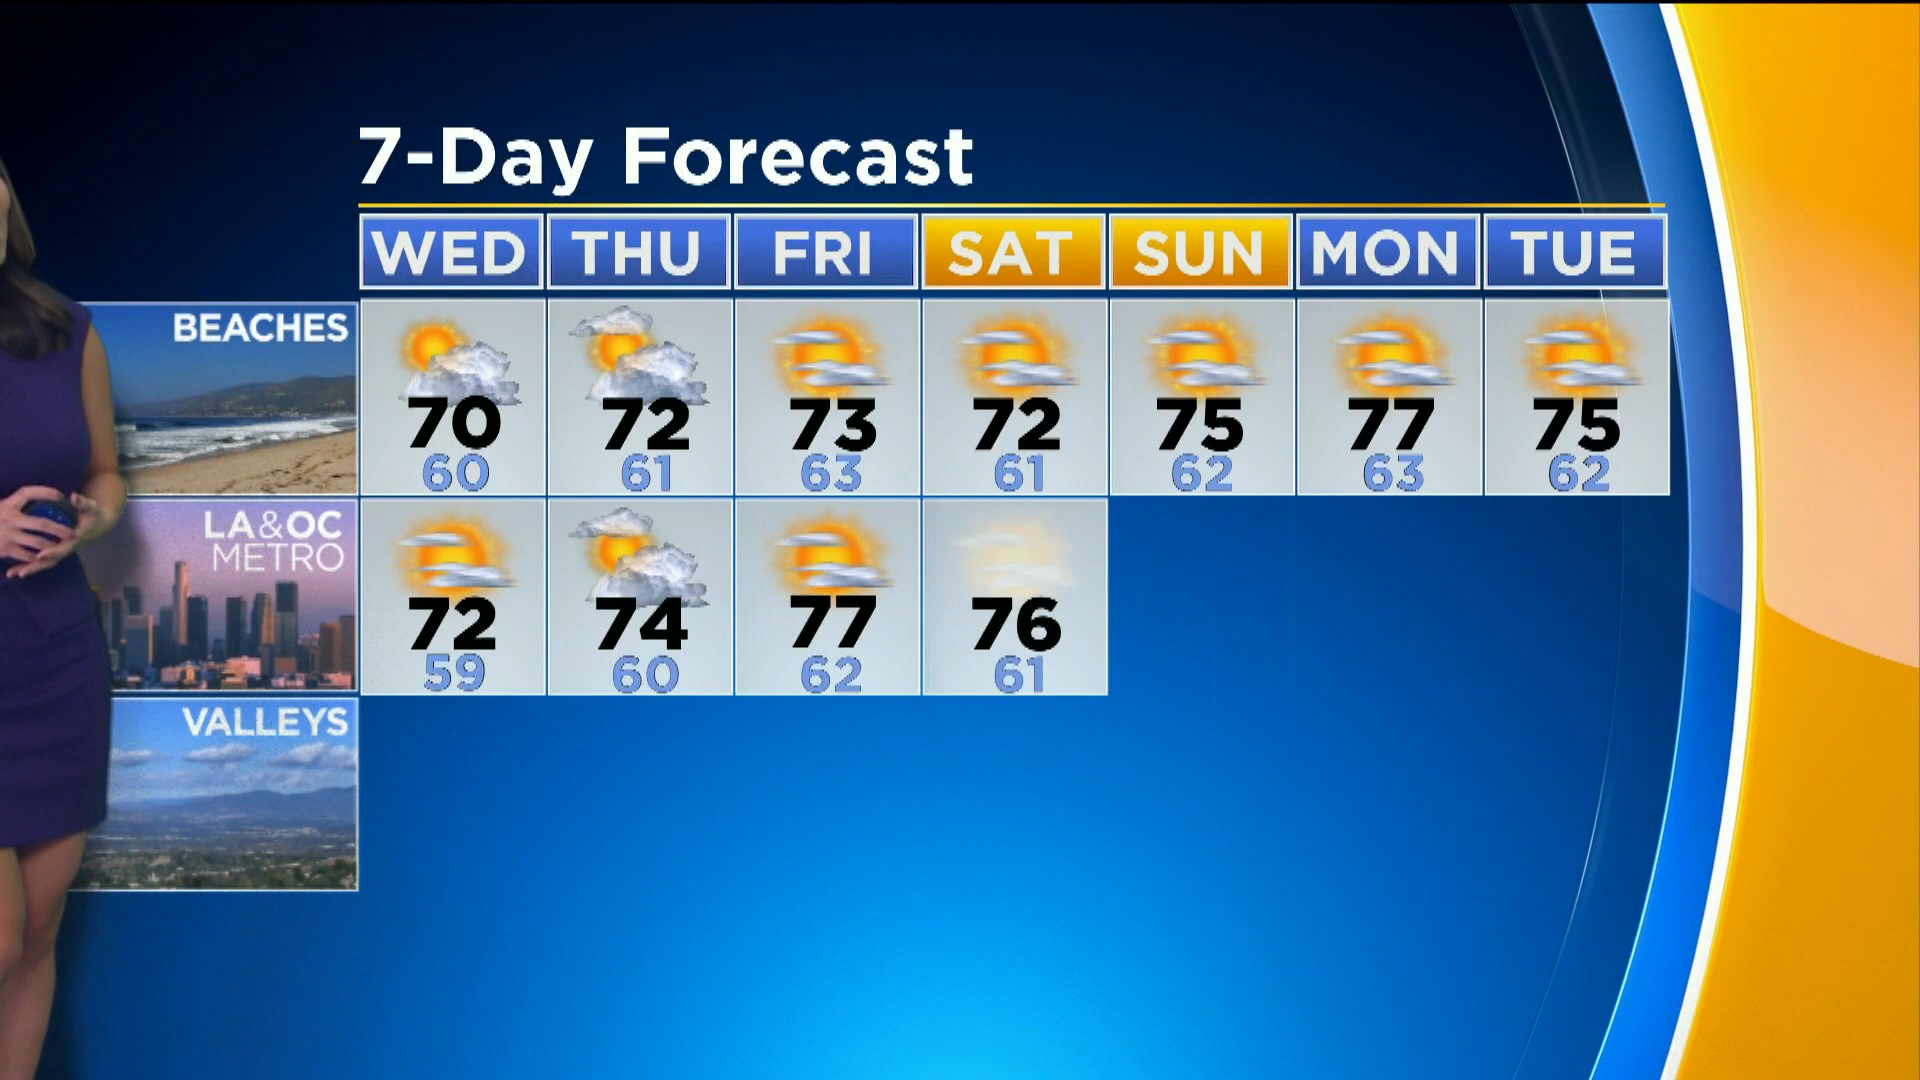 7-Day Forecast
WED THU FRI SAT SUN MON TUE
BEACHES
70 72 73 72 75 77 75
60 61 63 61 62 63 62
LA&OC
METRO
72 74 77 76
59 60 62 61
VALLEYS